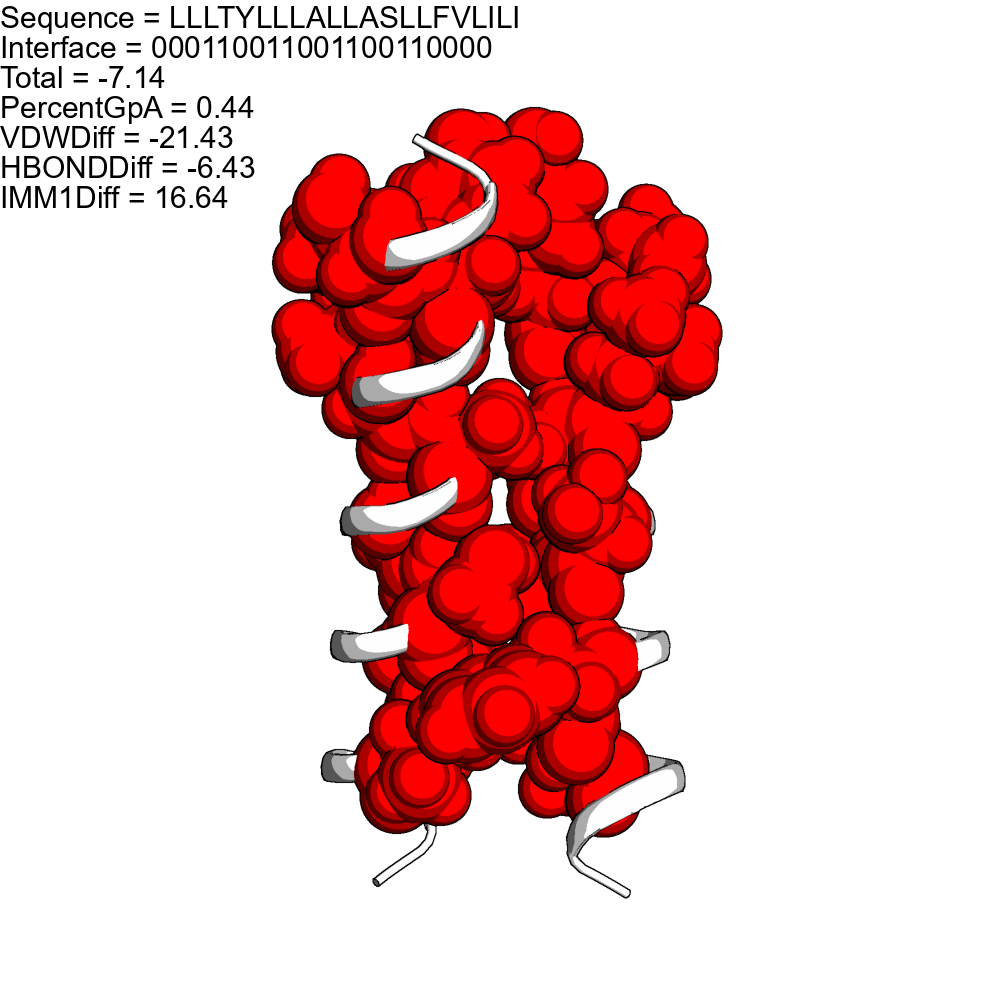 Sequence = LLLTYLLLALLASLLFVLILI
Interface = 000110011001100110000
Total = -7.14
PercentGpA = 0.44
VDWDiff = -21.43
HBONDDiff = -6.43
IMM1Diff = 16.64